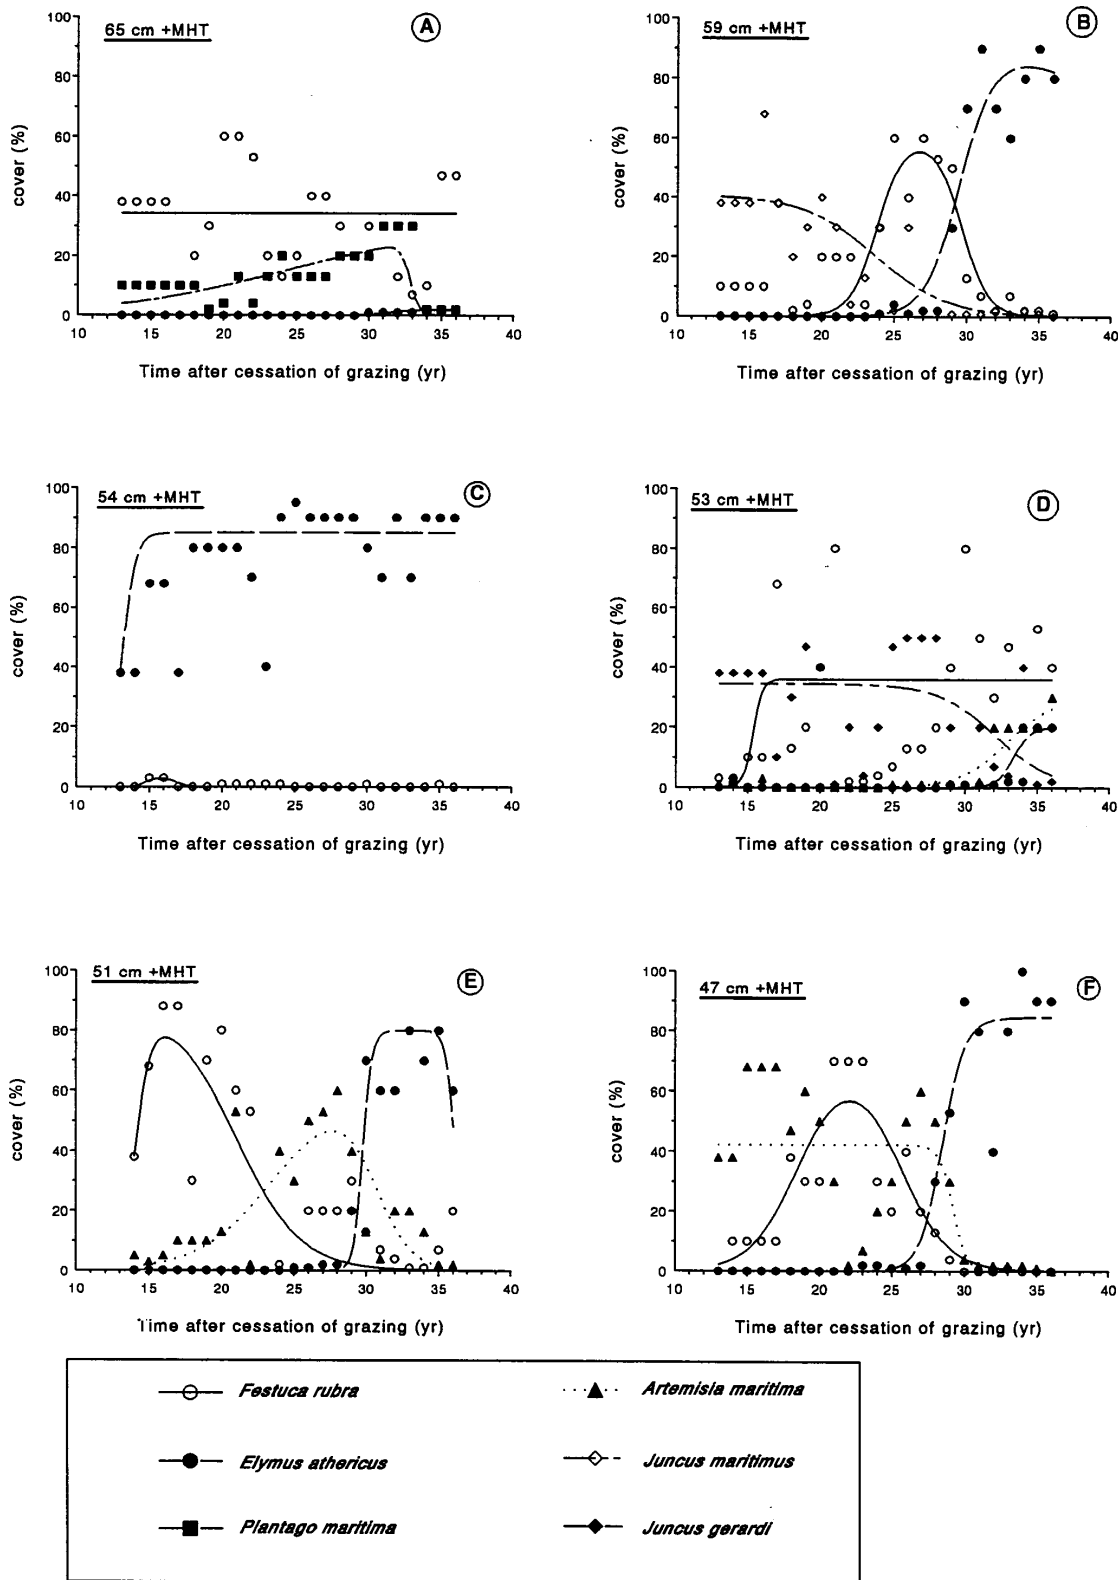 65 cm +MHT
A
100
80
60
40
20
0
10 15 20 25 30 35 40
cover (%)
Time after cessation of grazing (yr)
59 cm +MHT
B
100
80
60
40
20
0
10 15 20 25 30 35 40
cover (%)
Time after cessation of grazing (yr)
54 cm +MHT
C
100
80
60
40
20
0
10 15 20 25 30 35 40
cover (%)
Time after cessation of grazing (yr)
53 cm +MHT
D
100
80
60
40
20
0
10 15 20 25 30 35 40
cover (%)
Time after cessation of grazing (yr)
51 cm +MHT
E
100
80
60
40
20
0
10 15 20 25 30 35 40
cover (%)
Time after cessation of grazing (yr)
47 cm +MHT
F
100
80
60
40
20
0
10 15 20 25 30 35 40
cover (%)
Time after cessation of grazing (yr)
Festuca rubra
Artemisia maritima
Elymus athericus
Juncus maritimus
Plantago maritima
Juncus gerardi